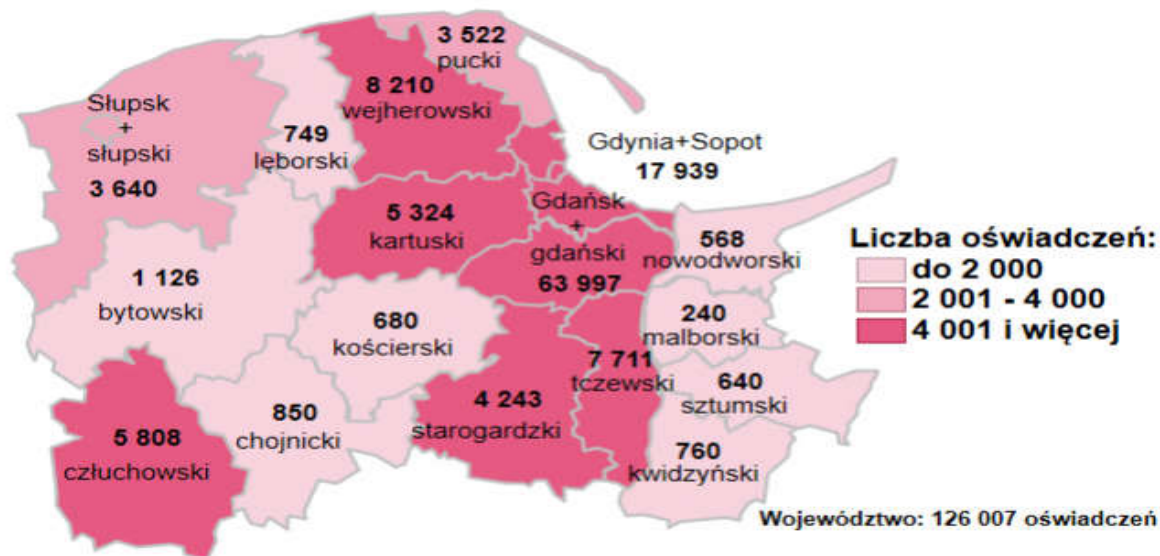 3 522
pucki
8 210
wejherowski
Słupsk
+
słupski
3 640
749
lęborski
Gdynia+Sopot
17 939
5 324
kartuski
Gdańsk
+
gdański
63 997
568
nowodworski
1 126
bytowski
680
kościerski
240
malborski
7 711
tczewski
640
sztumski
5 808
człuchowski
850
chojnicki
4 243
starogardzki
760
kwidzyński
Liczba oświadczeń:
do 2 000
2 001 - 4 000
4 001 i więcej
Województwo: 126 007 oświadczeń